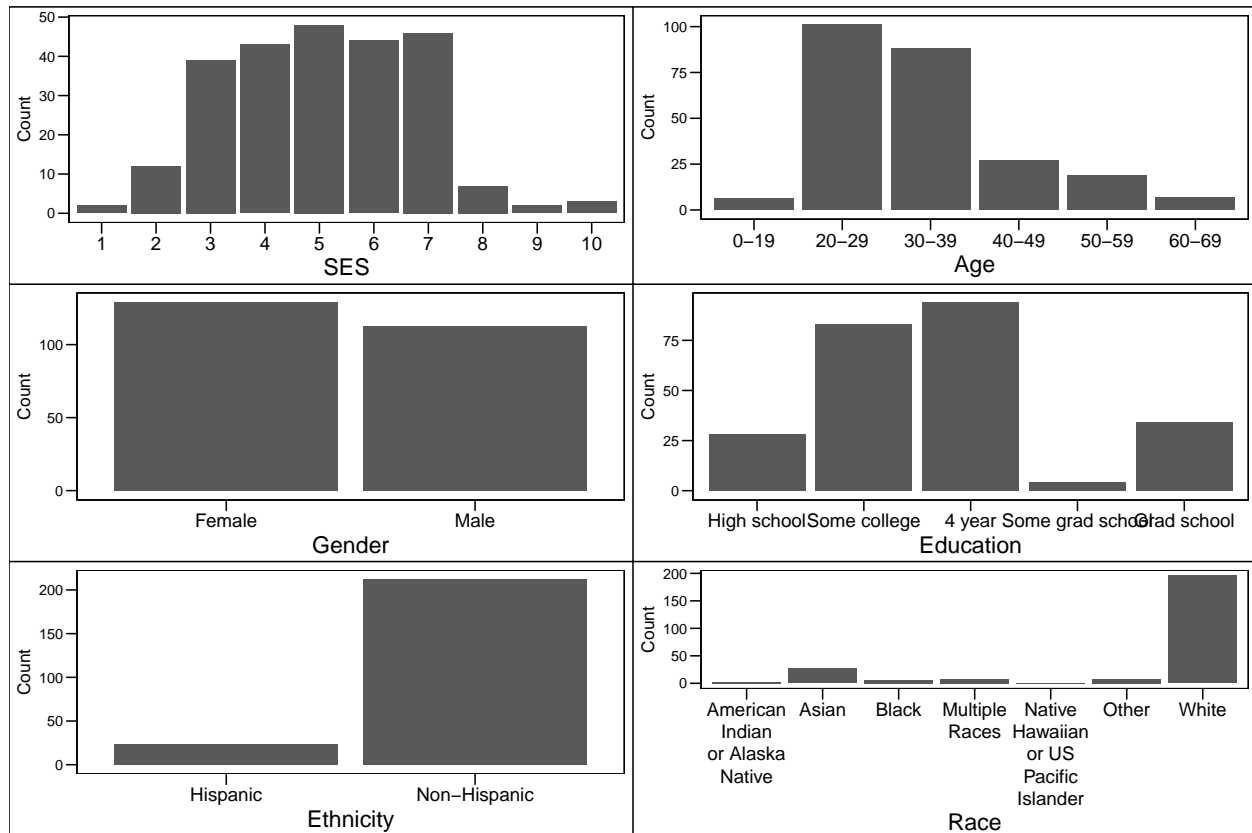 50
40
30
20
10
0
Count
1 2 3 4 5 6 7 8 9 10
SES
100
75
50
25
0
Count
0–19 20–29 30–39 40–49 50–59 60–69
Age
100
50
0
Count
Female Male
Gender
75
50
25
0
Count
High school Some college 4 year Some grad school Grad school
Education
200
150
100
50
0
Count
Hispanic Non–Hispanic
Ethnicity
200
150
100
50
0
Count
American Asian Black Multiple Native Other White
Indian Races Hawaiian
or Alaska or US
Native Pacific
Islander
Race